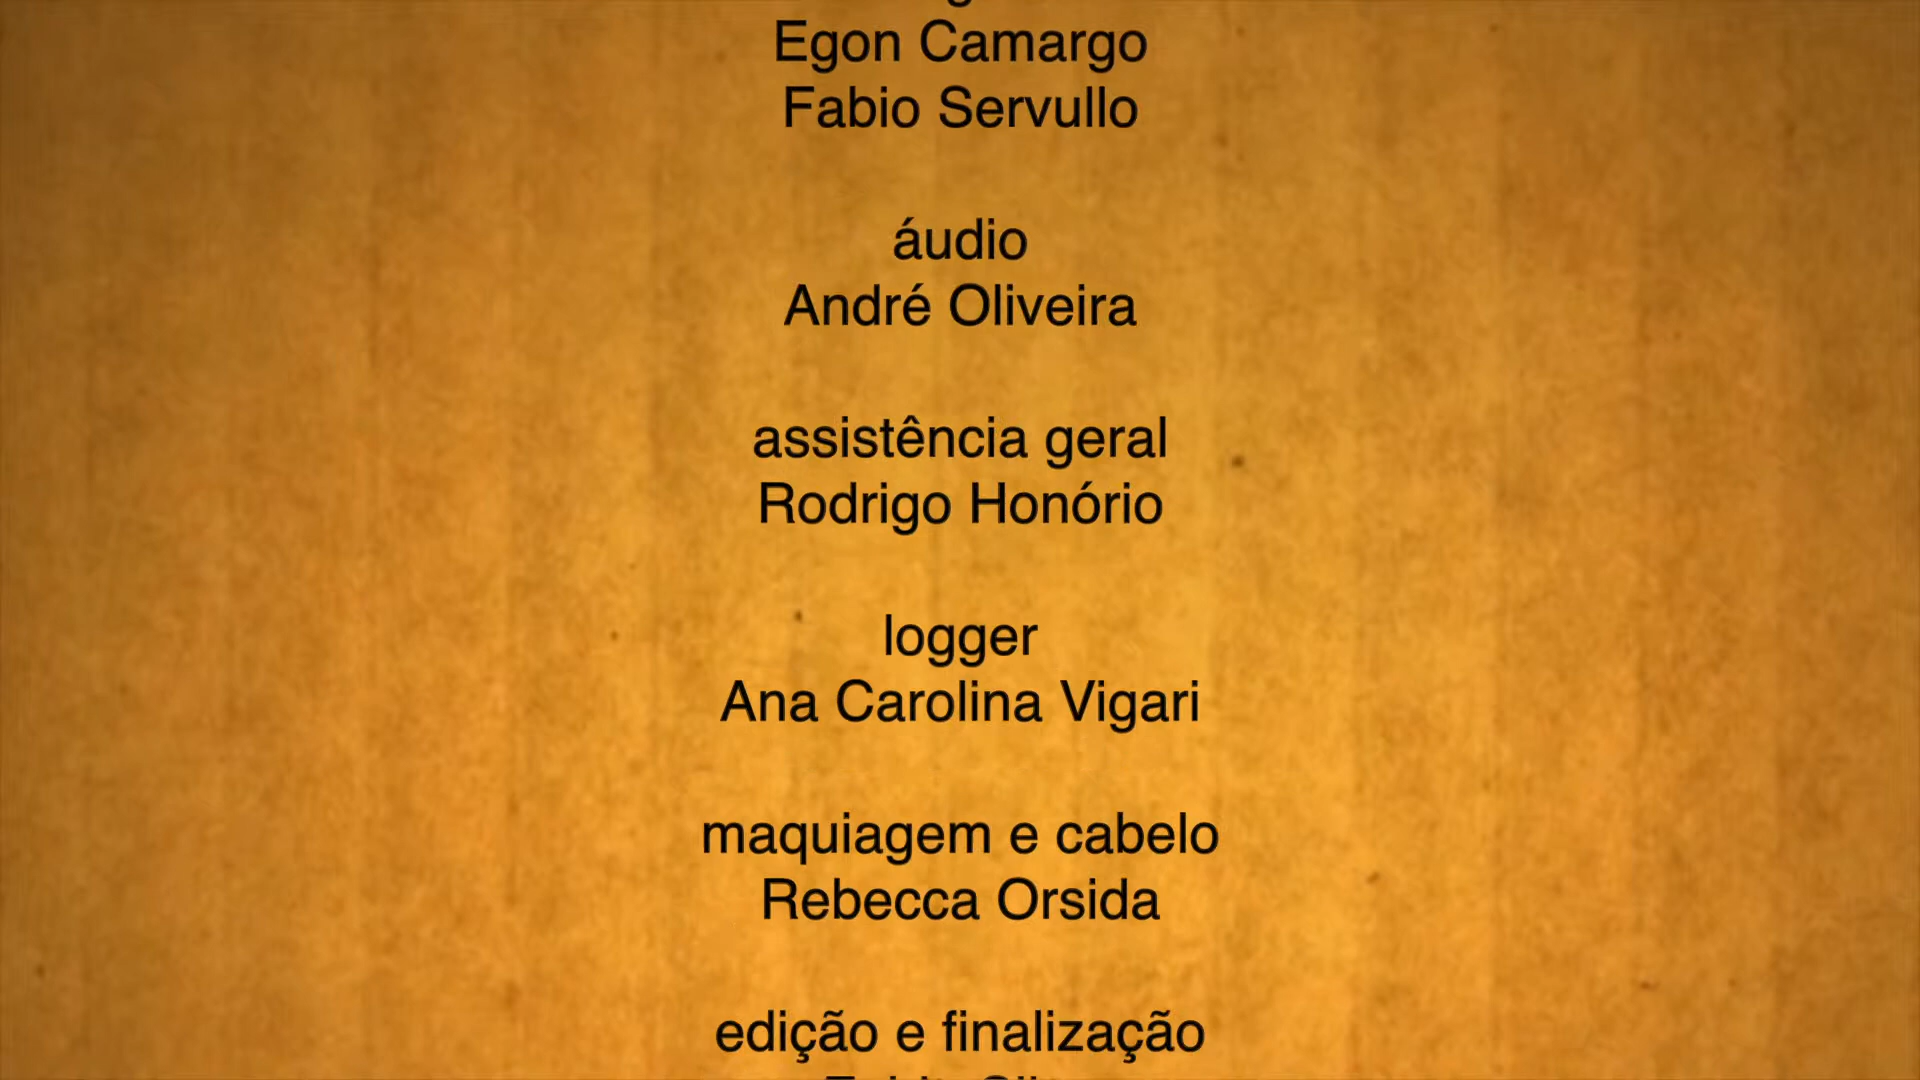 Egon Camargo
Fabio Servullo
áudio
André Oliveira
assistência geral
Rodrigo Honório
logger
Ana Carolina Vigari
maquiagem e cabelo
Rebecca Orsida
edição e finalização